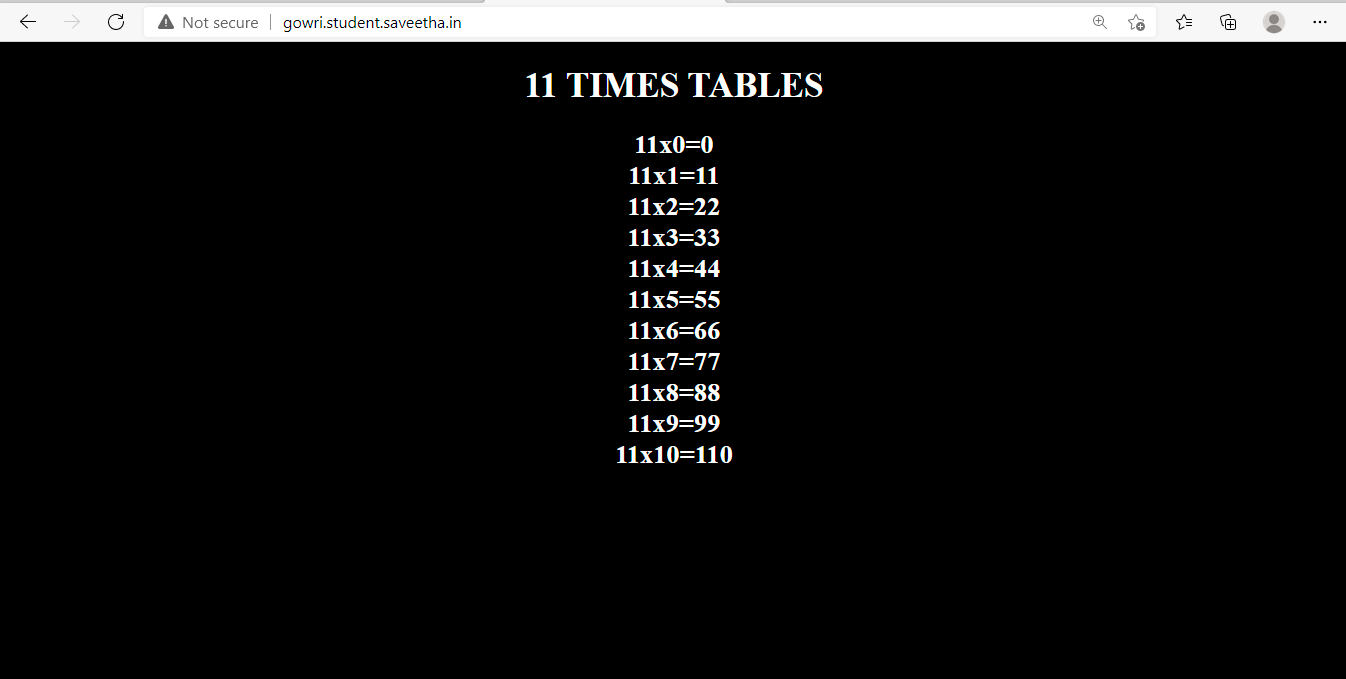 Not secure gowri.student.saveetha.in
11 TIMES TABLES
11x0=0
11x1=11
11x2=22
11x3=33
11x4=44
11x5=55
11x6=66
11x7=77
11x8=88
11x9=99
11x10=110